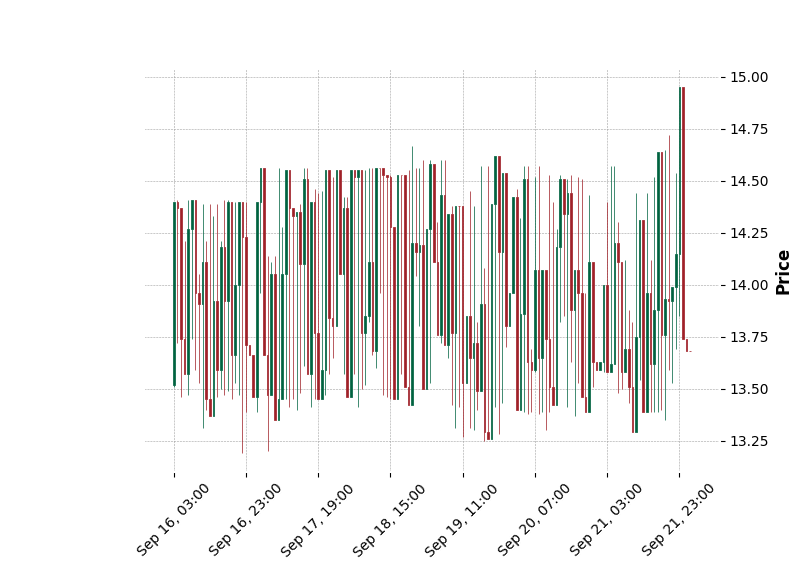 15.00
14.75
14.50
14.25
14.00
13.75
13.50
13.25
Price
Sep 16, 03:00
Sep 16, 23:00
Sep 17, 19:00
Sep 18, 15:00
Sep 19, 11:00
Sep 20, 07:00
Sep 21, 03:00
Sep 21, 23:00